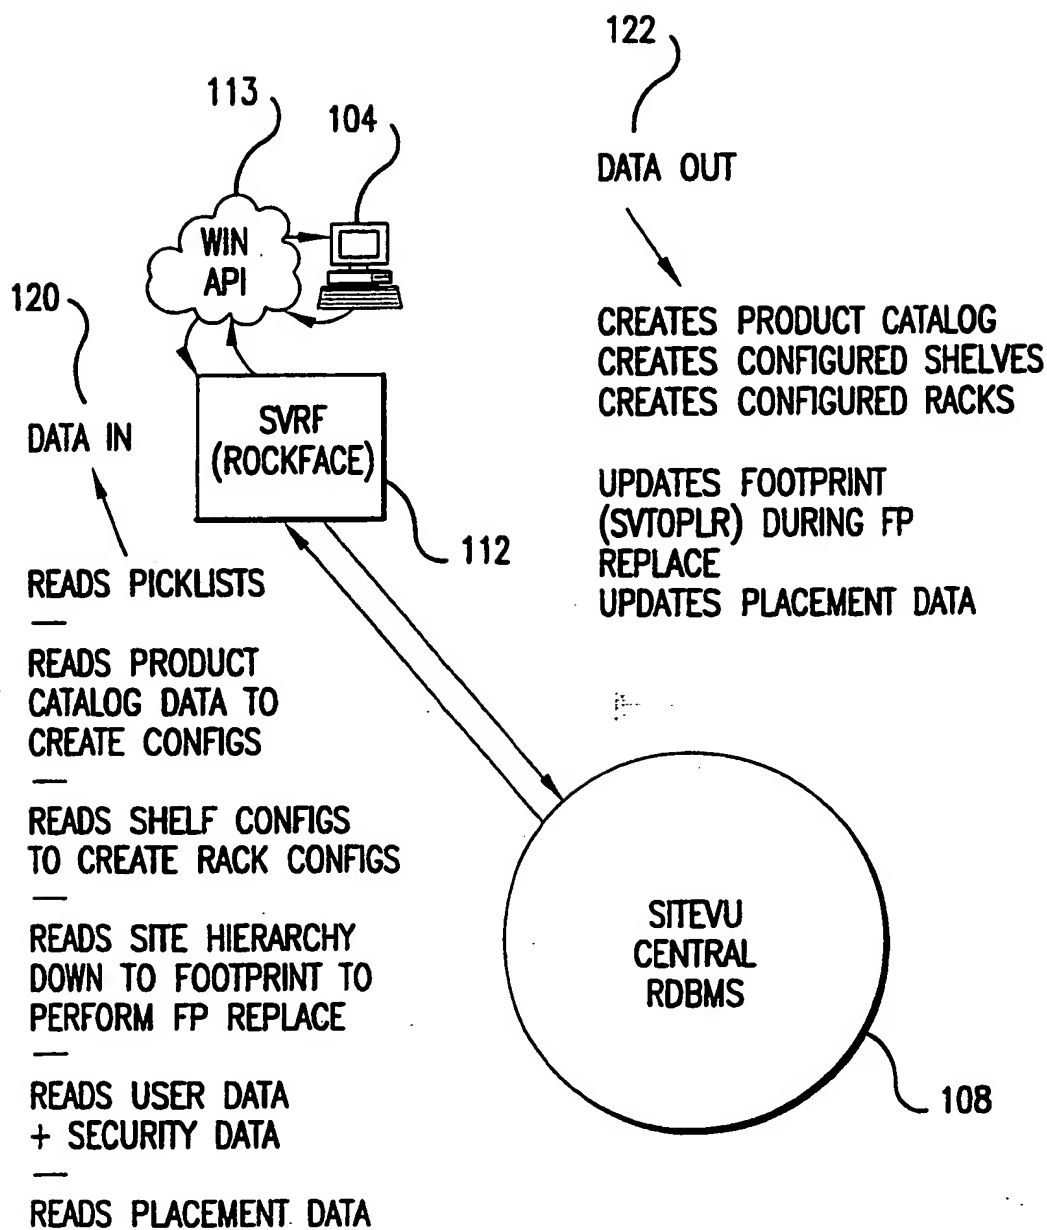 122
113
104
DATA OUT
WIN
API
120
CREATES PRODUCT CATALOG
CREATES CONFIGURED SHELVES
CREATES CONFIGURED RACKS
SVRF
(ROCKFACE)
DATA IN
UPDATES FOOTPRINT
(SVTOPLR) DURING FP
REPLACE
UPDATES PLACEMENT DATA
112
READS PICKLISTS
READS PRODUCT
CATALOG DATA TO
CREATE CONFIGS
READS SHELF CONFIGS
TO CREATE RACK CONFIGS
READS SITE HIERARCHY
DOWN TO FOOTPRINT TO
PERFORM FP REPLACE
READS USER DATA
+ SECURITY DATA
READS PLACEMENT DATA
SITEVU
CENTRAL
RDBMS
108